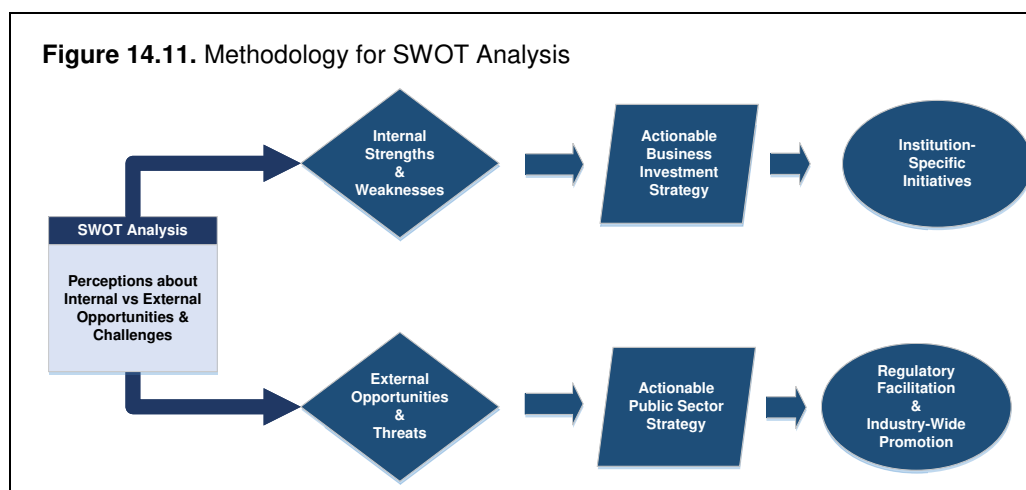 Figure 14.11. Methodology for SWOT Analysis
Internal
Strengths
&
Weaknesses
Actionable
Business
Investment
Strategy
Institution-
Specific
Initiatives
SWOT Analysis
Perceptions about
Internal vs External
Opportunities &
Challenges
External
Opportunities
&
Threats
Actionable
Public Sector
Strategy
Regulatory
Facilitation
&
Industry-Wide
Promotion